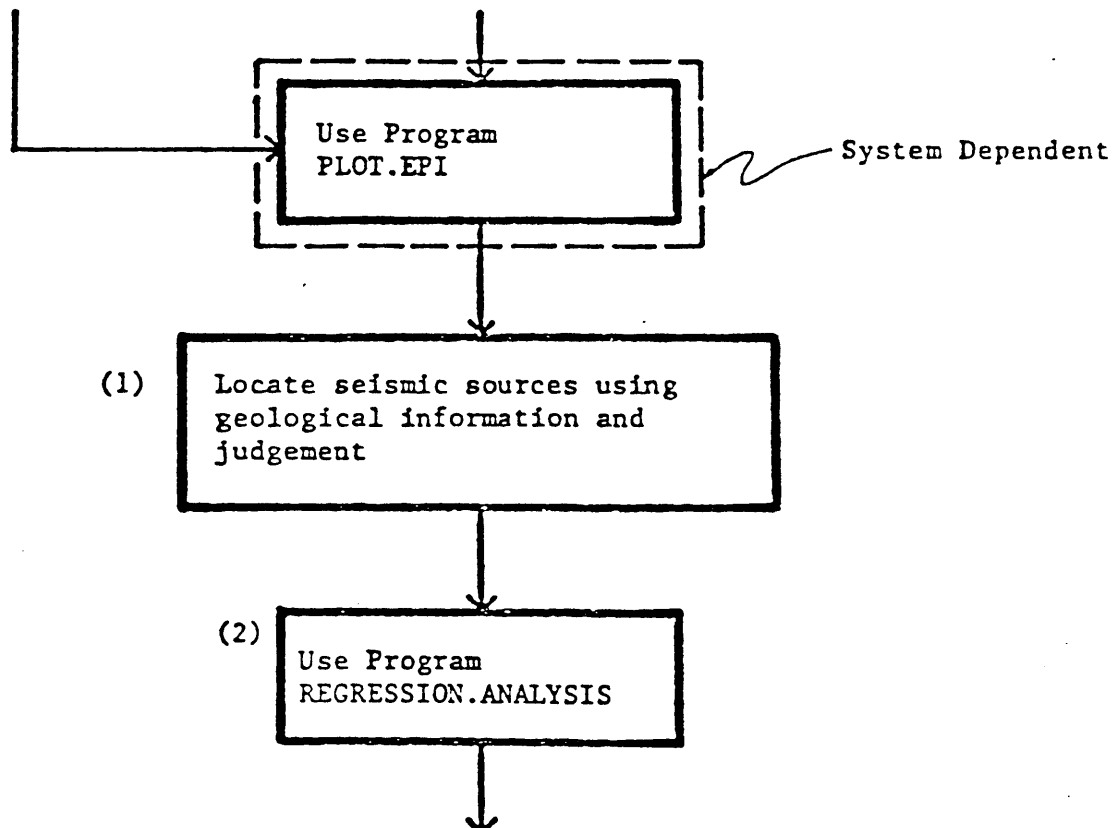 Use Program
PLOT.EPI
System Dependent
(1)
Locate seismic sources using
geological information and
judgement
(2)
Use Program
REGRESSION.ANALYSIS